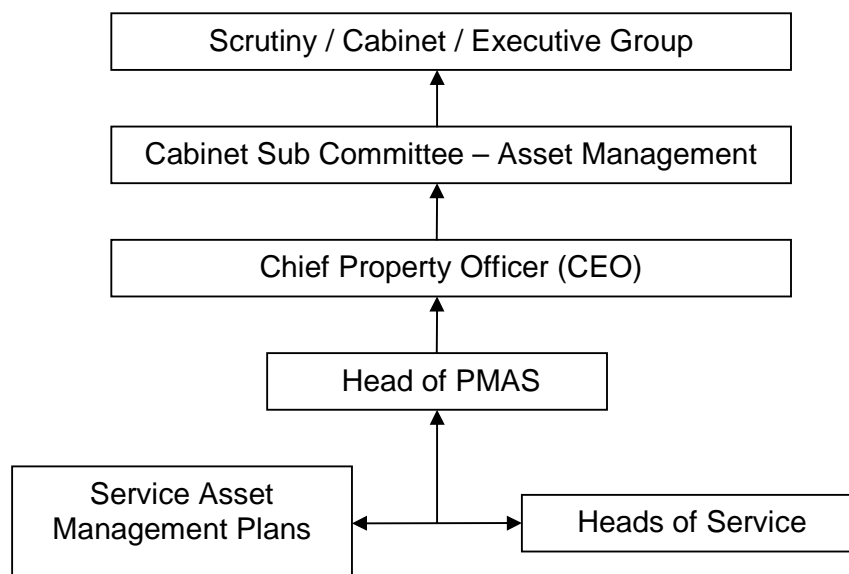 Scrutiny / Cabinet / Executive Group
Cabinet Sub Committee – Asset Management
Chief Property Officer (CEO)
Head of PMAS
Service Asset
Management Plans
Heads of Service